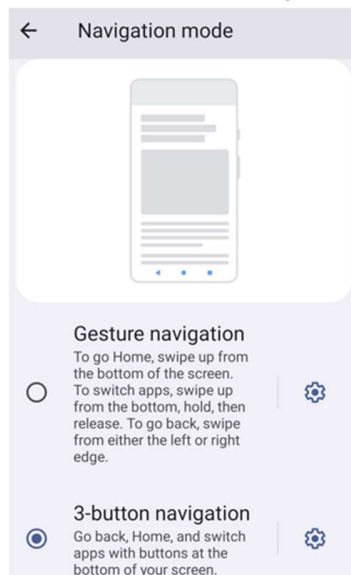 Navigation mode
Gesture navigation
To go Home, swipe up from
the bottom of the screen.
To switch apps, swipe up
from the bottom, hold, then
release. To go back, swipe
from either the left or right
edge.
3-button navigation
Go back, Home, and switch
apps with buttons at the
bottom of your screen.